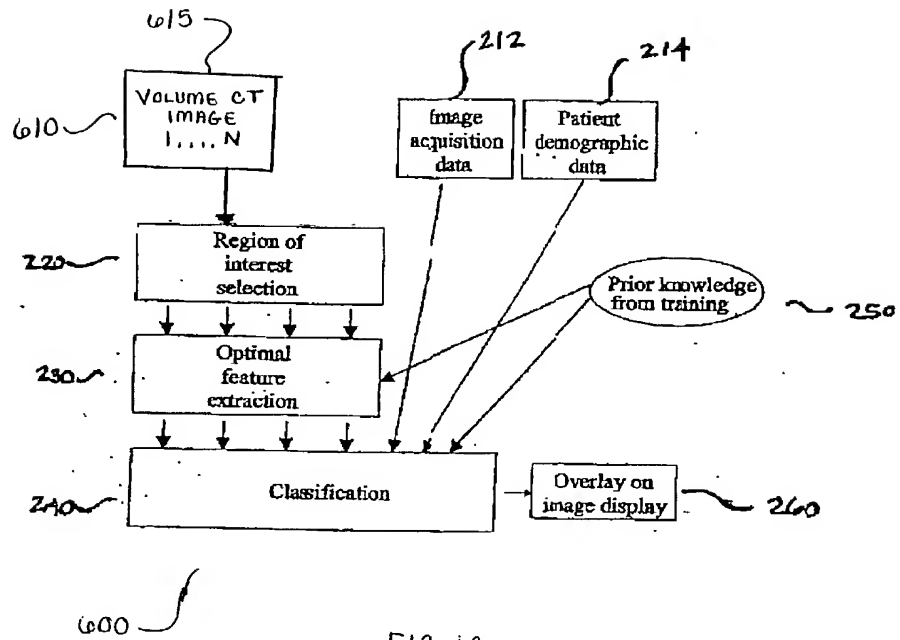 615
212
214
610
VOLUME CT
IMAGE
1....N
Image
acquisition
data
Patient
demographic
data
220
Region of
interest
selection
Prior knowledge
from training
250
230
Optimal
feature
extraction
240
Classification
Overlay on
image display
260
600